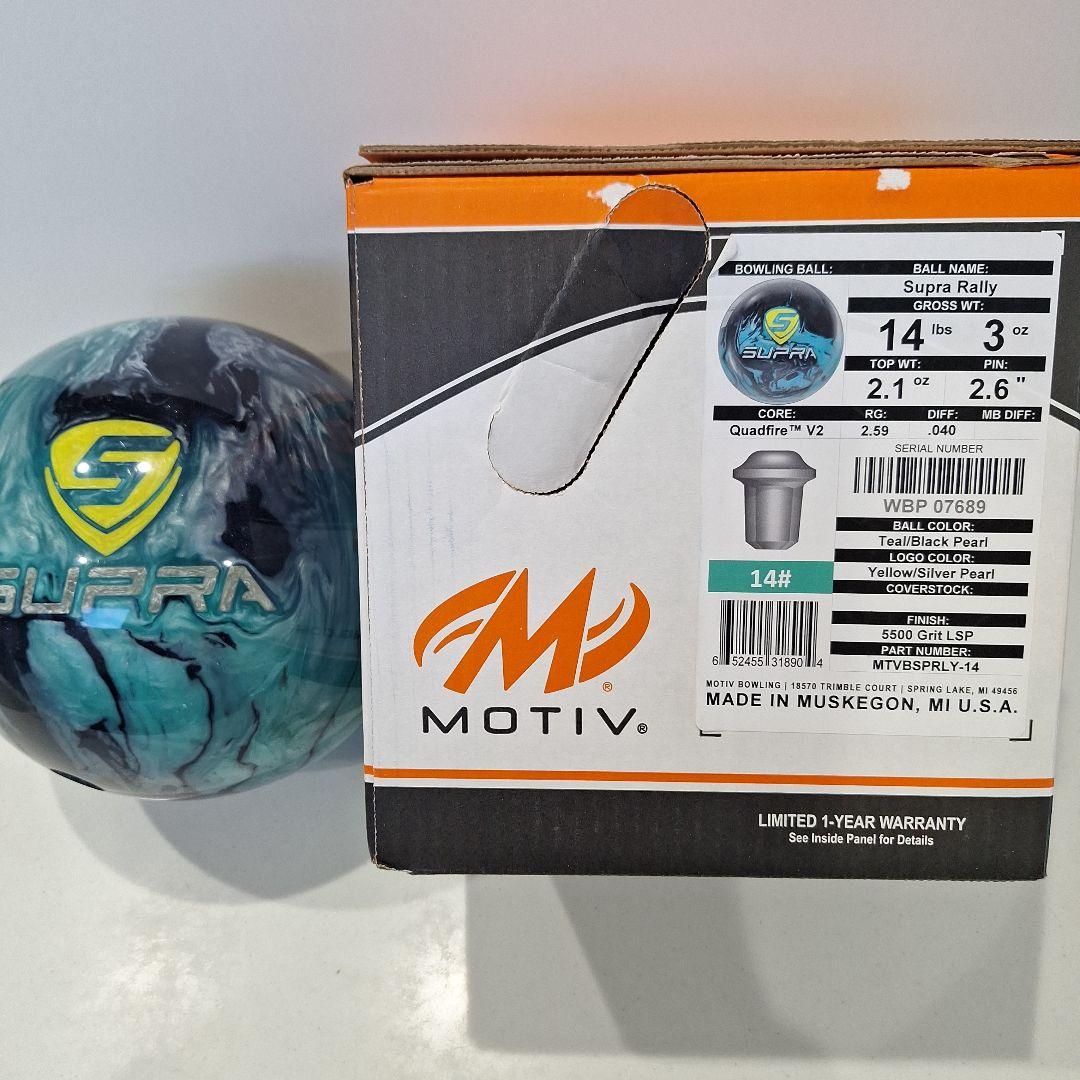 SUPRA
BOWLING BALL:
BALL NAME:
Supra Rally
GROSS WT:
14 lbs 3 oz
TOP WT: PIN:
2.1 oz 2.6 "
SUPRA
CORE: RG: DIFF: MB DIFF:
Quadfire™ V2 2.59 .040
SERIAL NUMBER
WBP 07689
BALL COLOR:
Teal/Black Pearl
LOGO COLOR:
Yellow/Silver Pearl
COVERSTOCK:
FINISH:
5500 Grit LSP
PART NUMBER:
MTVBSPRLY-14
14#
6 52455 31890 4
MOTIV BOWLING | 18570 TRIMBLE COURT | SPRING LAKE, MI 49456
MADE IN MUSKEGON, MI U.S.A.
MOTIV®
LIMITED 1-YEAR WARRANTY
See Inside Panel for Details